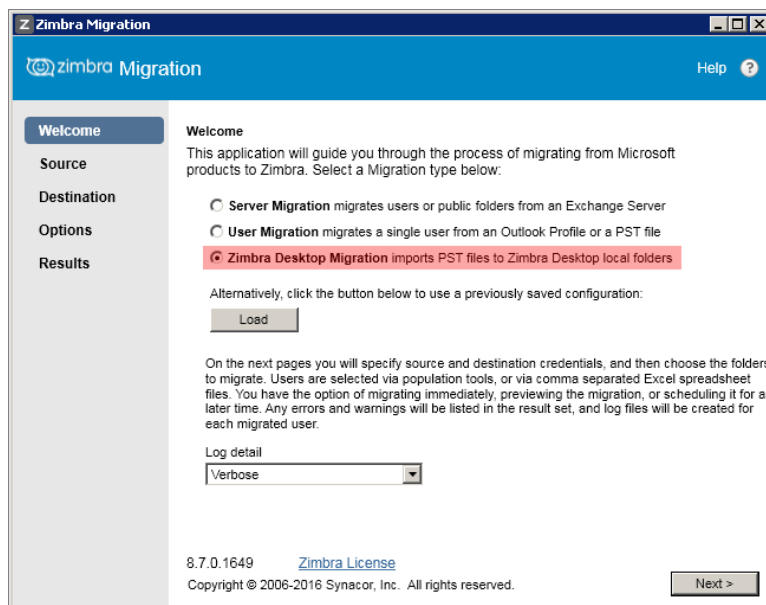 Zimbra Migration
zimbra Migration
Help ?
Welcome
Source
Destination
Options
Results
Welcome
This application will guide you through the process of migrating from Microsoft
products to Zimbra. Select a Migration type below:
Server Migration migrates users or public folders from an Exchange Server
User Migration migrates a single user from an Outlook Profile or a PST file
Zimbra Desktop Migration imports PST files to Zimbra Desktop local folders
Alternatively, click the button below to use a previously saved configuration:
Load
On the next pages you will specify source and destination credentials, and then choose the folders
to migrate. Users are selected via population tools, or via comma separated Excel spreadsheet
files. You have the option of migrating immediately, previewing the migration, or scheduling it for a
later time. Any errors and warnings will be listed in the result set, and log files will be created for
each migrated user.
Log detail
Verbose
8.7.0.1649 Zimbra License
Copyright © 2006-2016 Synacor, Inc. All rights reserved.
Next >